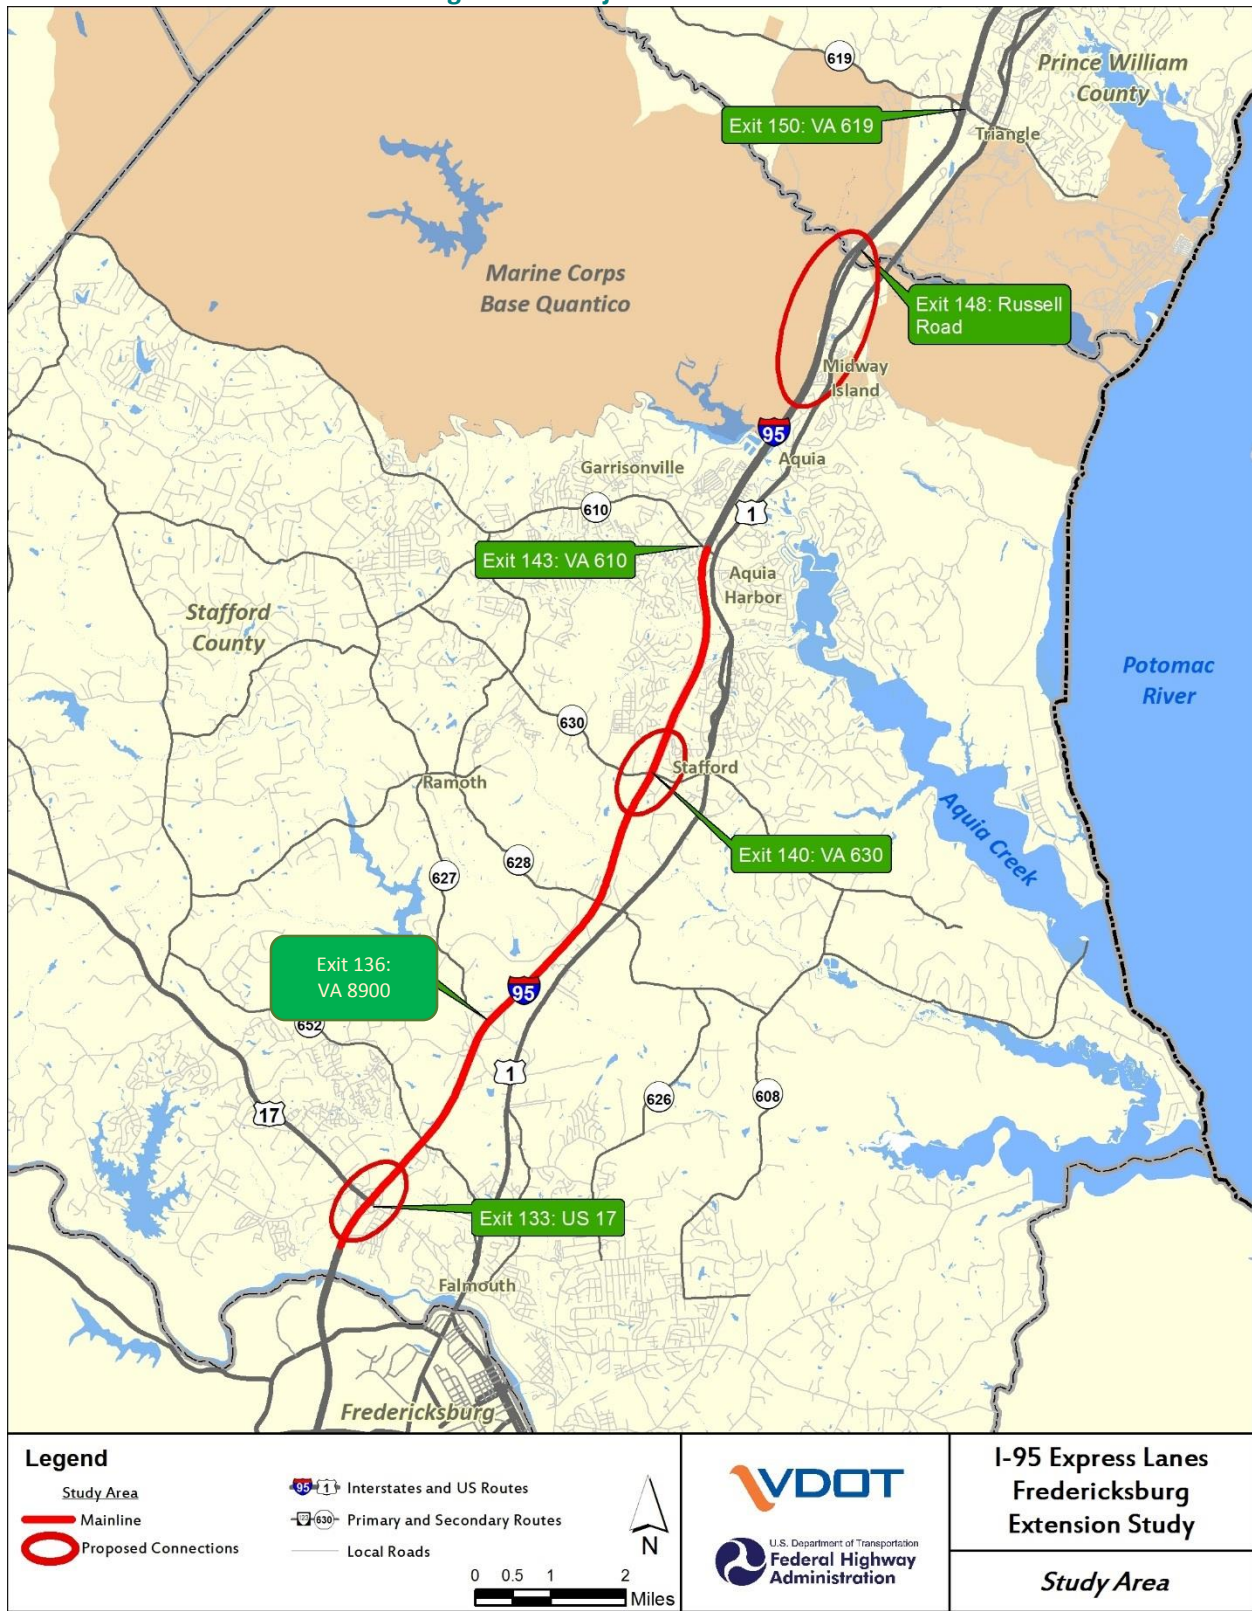 619
Prince William
County
Exit 150: VA 619
Triangle
Marine Corps
Base Quantico
Exit 148: Russell
Road
Midway
Island
95
Aquia
Garrisonville
610
1
Exit 143: VA 610
Aquia
Harbor
Stafford
County
Potomac
River
630
Stafford
Ramoth
Aquia Creek
Exit 140: VA 630
628
627
Exit 136:
VA 8900
95
652
1
626
608
17
Exit 133: US 17
Falmouth
Fredericksburg
Legend
Study Area
Mainline
Proposed Connections
95 1 Interstates and US Routes
123 630 Primary and Secondary Routes
Local Roads
N
0 0.5 1 2
Miles
VDOT
U.S. Department of Transportation
Federal Highway
Administration
I-95 Express Lanes
Fredericksburg
Extension Study
Study Area